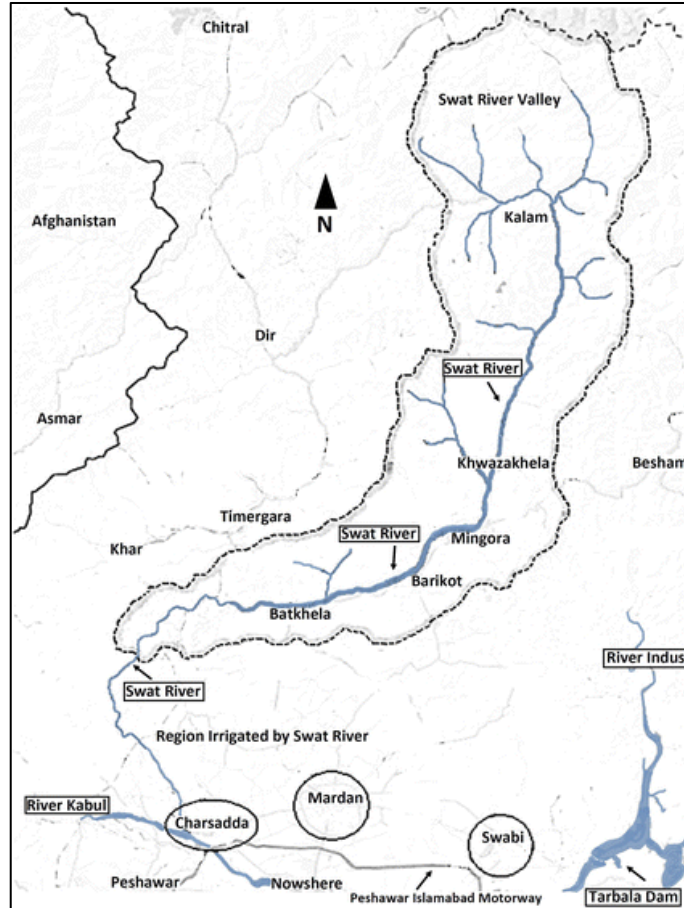 Chitral
Swat River Valley
Afghanistan
N
Kalam
Dir
Swat River
Asmar
Khwazakhela
Besham
Timergara
Khar
Swat River
Mingora
Barikot
Batkhela
River Indus
Swat River
Region Irrigated by Swat River
River Kabul
Mardan
Charsadda
Swabi
Peshawar
Nowshere
Peshawar Islamabad Motorway
Tarbala Dam